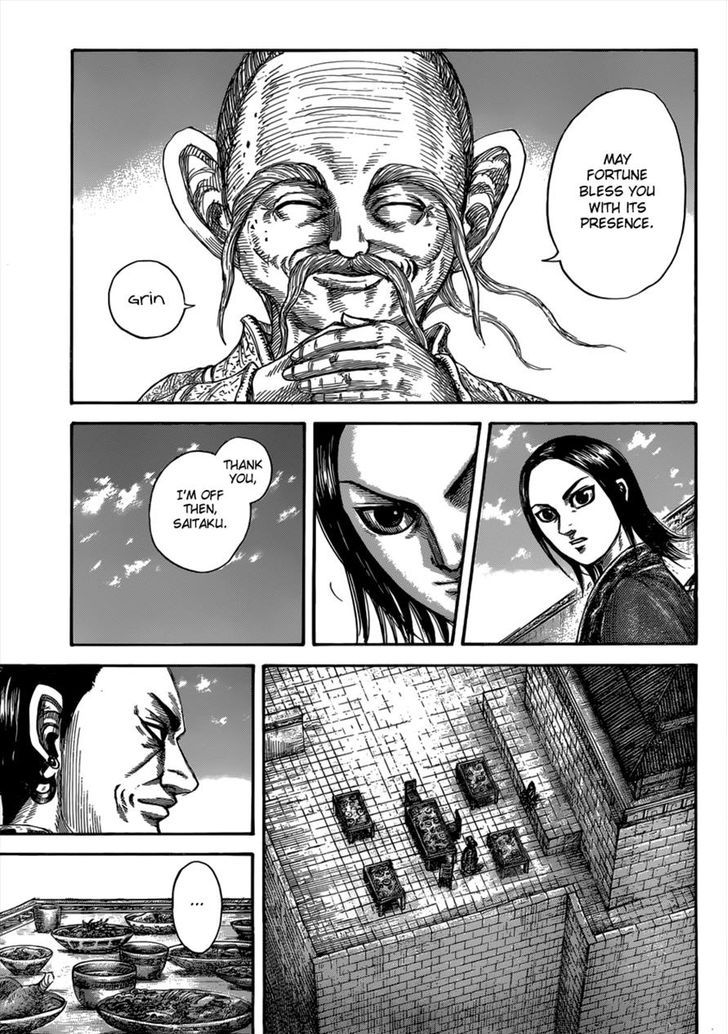 MAY
FORTUNE
BLESS YOU
WITH ITS
PRESENCE.
Grin
THANK
YOU,
I'M OFF
THEN,
SAITAKU.
...